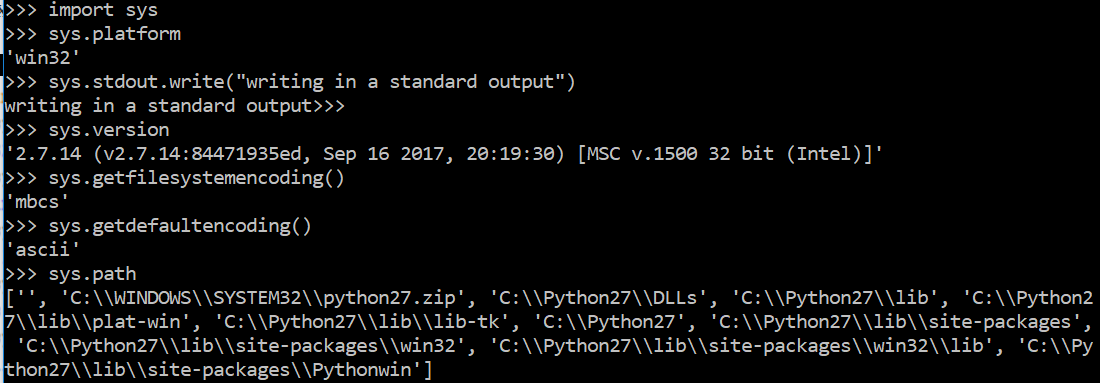 >>> import sys
>>> sys.platform
'win32'
>>> sys.stdout.write("writing in a standard output")
writing in a standard output>>>
>>> sys.version
'2.7.14 (v2.7.14:84471935ed, Sep 16 2017, 20:19:30) [MSC v.1500 32 bit (Intel)]'
>>> sys.getfilesystemencoding()
'mbcs'
>>> sys.getdefaultencoding()
'ascii'
>>> sys.path
['', 'C:\\WINDOWS\\SYSTEM32\\python27.zip', 'C:\\Python27\\DLLs', 'C:\\Python27\\lib', 'C:\\Python2
7\\lib\\plat-win', 'C:\\Python27\\lib\\lib-tk', 'C:\\Python27', 'C:\\Python27\\lib\\site-packages',
 'C:\\Python27\\lib\\site-packages\\win32', 'C:\\Python27\\lib\\site-packages\\win32\\lib', 'C:\\Py
thon27\\lib\\site-packages\\Pythonwin']